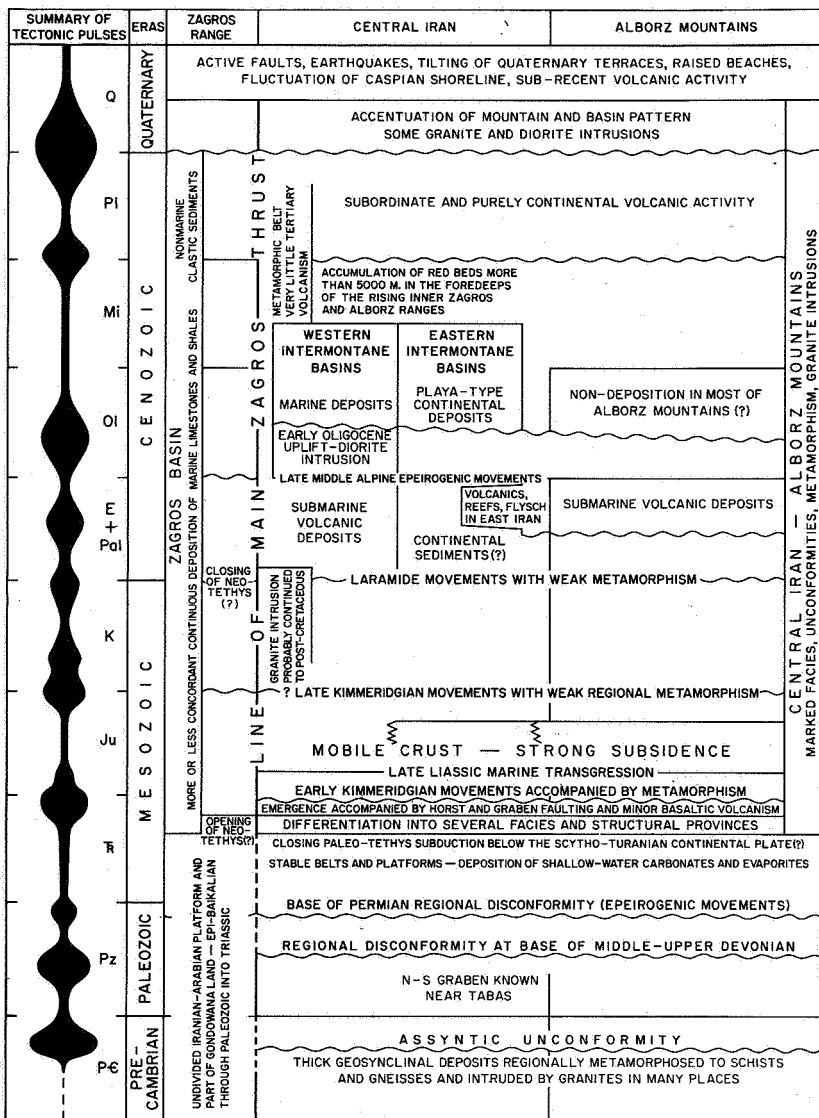 SUMMARY OF
TECTONIC PULSES
ERAS
ZAGROS
RANGE
CENTRAL IRAN
ALBORZ MOUNTAINS
Q
Pl
Mi
Ol
E
+
Pal
K
Ju
Ꞧ
Pz
P-Є
QUATERNARY
CENOZOIC
MESOZOIC
PALEOZOIC
PRE-
CAMBRIAN
ACTIVE FAULTS, EARTHQUAKES, TILTING OF QUATERNARY TERRACES, RAISED BEACHES,
FLUCTUATION OF CASPIAN SHORELINE, SUB-RECENT VOLCANIC ACTIVITY
ACCENTUATION OF MOUNTAIN AND BASIN PATTERN
SOME GRANITE AND DIORITE INTRUSIONS
ZAGROS BASIN
NONMARINE
CLASTIC SEDIMENTS
MORE OR LESS CONCORDANT CONTINUOUS DEPOSITION OF MARINE LIMESTONES AND SHALES
LINE OF MAIN ZAGROS THRUST
METAMORPHIC BELT
VERY LITTLE TERTIARY
VOLCANISM
SUBORDINATE AND PURELY CONTINENTAL VOLCANIC ACTIVITY
ACCUMULATION OF RED BEDS MORE
THAN 5000 M. IN THE FOREDEEPS
OF THE RISING INNER ZAGROS
AND ALBORZ RANGES
WESTERN
INTERMONTANE
BASINS
MARINE DEPOSITS
EASTERN
INTERMONTANE
BASINS
PLAYA-TYPE
CONTINENTAL
DEPOSITS
NON-DEPOSITION IN MOST OF
ALBORZ MOUNTAINS (?)
EARLY OLIGOCENE
UPLIFT-DIORITE
INTRUSION
LATE MIDDLE ALPINE EPEIROGENIC MOVEMENTS
SUBMARINE
VOLCANIC
DEPOSITS
VOLCANICS,
REEFS, FLYSCH
IN EAST IRAN
SUBMARINE VOLCANIC DEPOSITS
CONTINENTAL
SEDIMENTS(?)
CLOSING
OF NEO-
TETHYS
(?)
LARAMIDE MOVEMENTS WITH WEAK METAMORPHISM
GRANITE INTRUSION
PROBABLY CONTINUED
TO POST-CRETACEOUS
? LATE KIMMERIDGIAN MOVEMENTS WITH WEAK REGIONAL METAMORPHISM
MOBILE CRUST — STRONG SUBSIDENCE
LATE LIASSIC MARINE TRANSGRESSION
EARLY KIMMERIDGIAN MOVEMENTS ACCOMPANIED BY METAMORPHISM
EMERGENCE ACCOMPANIED BY HORST AND GRABEN FAULTING AND MINOR BASALTIC VOLCANISM
OPENING
OF NEO-
TETHYS(?)
DIFFERENTIATION INTO SEVERAL FACIES AND STRUCTURAL PROVINCES
CLOSING PALEO-TETHYS SUBDUCTION BELOW THE SCYTHO-TURANIAN CONTINENTAL PLATE(?)
STABLE BELTS AND PLATFORMS — DEPOSITION OF SHALLOW-WATER CARBONATES AND EVAPORITES
CENTRAL IRAN — ALBORZ MOUNTAINS
MARKED FACIES, UNCONFORMITIES, METAMORPHISM, GRANITE INTRUSIONS
UNDIVIDED IRANIAN-ARABIAN PLATFORM AND
PART OF GONDOWANA LAND — EPI-BAIKALIAN
THROUGH PALEOZOIC INTO TRIASSIC
BASE OF PERMIAN REGIONAL DISCONFORMITY (EPEIROGENIC MOVEMENTS)
REGIONAL DISCONFORMITY AT BASE OF MIDDLE-UPPER DEVONIAN
N-S GRABEN KNOWN
NEAR TABAS
ASSYNTIC UNCONFORMITY
THICK GEOSYNCLINAL DEPOSITS REGIONALLY METAMORPHOSED TO SCHISTS
AND GNEISSES AND INTRUDED BY GRANITES IN MANY PLACES